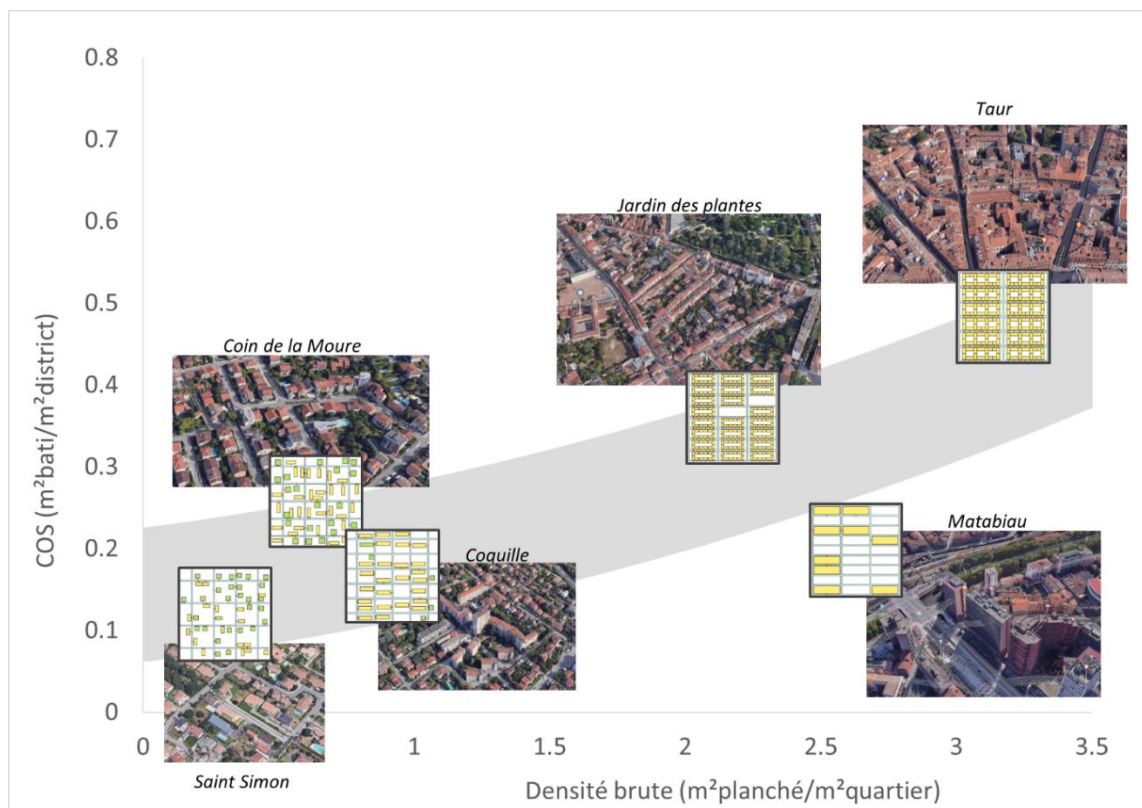 0.8
0.7
0.6
0.5
0.4
0.3
0.2
0.1
0
COS (m²bati/m²district)
Taur
Jardin des plantes
Coin de la Moure
Coquille
Matabiau
Saint Simon
0 1 1.5 2 2.5 3 3.5
Densité brute (m²planché/m²quartier)